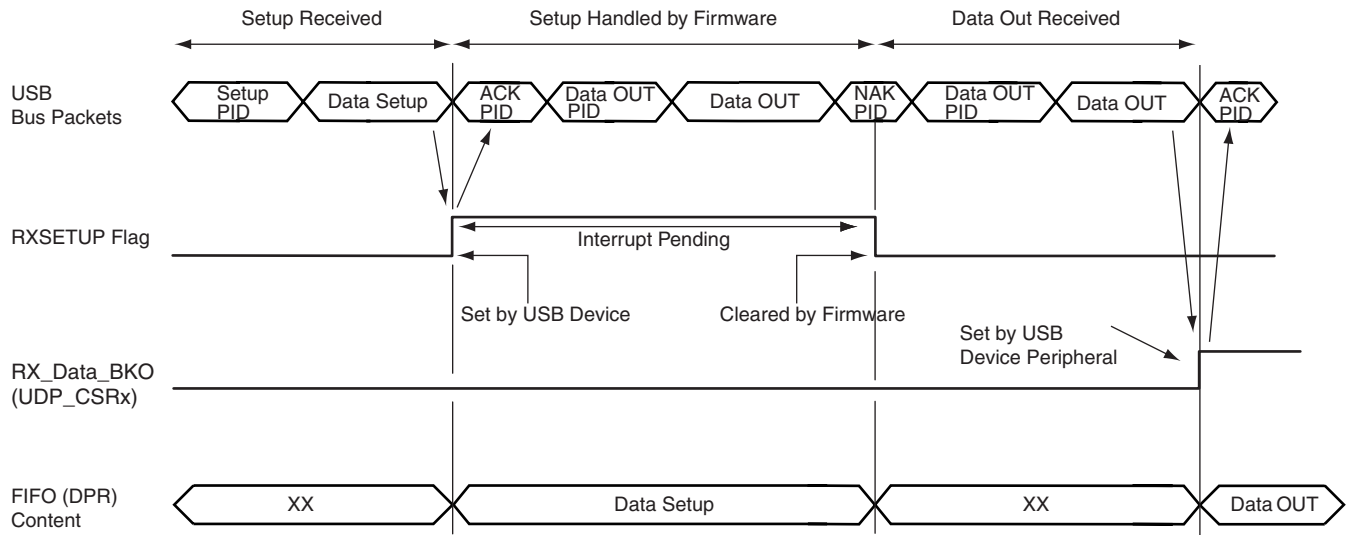 Setup Received
Setup Handled by Firmware
Data Out Received
USB
Bus Packets
Setup
PID
Data Setup
ACK
PID
Data OUT
PID
Data OUT
NAK
PID
Data OUT
PID
Data OUT
ACK
PID
RXSETUP Flag
Interrupt Pending
Set by USB Device
Cleared by Firmware
Set by USB
Device Peripheral
RX_Data_BKO
(UDP_CSRx)
FIFO (DPR)
Content
XX
Data Setup
XX
Data OUT